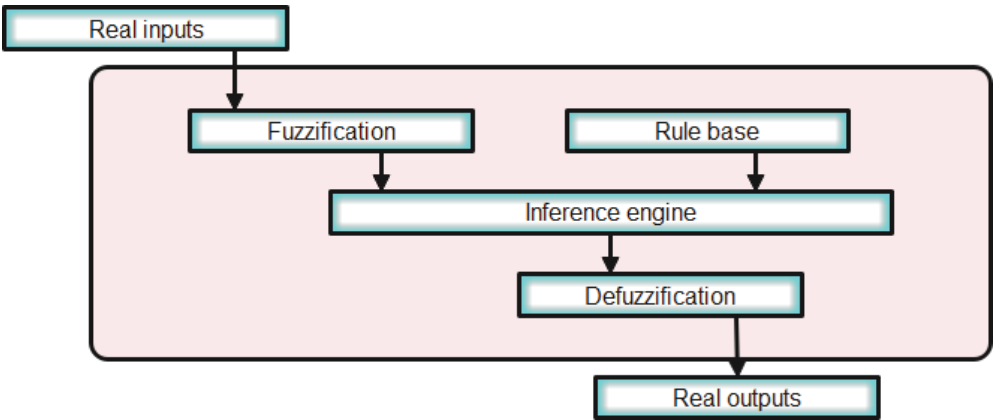 Real inputs
Fuzzification
Rule base
Inference engine
Defuzzification
Real outputs